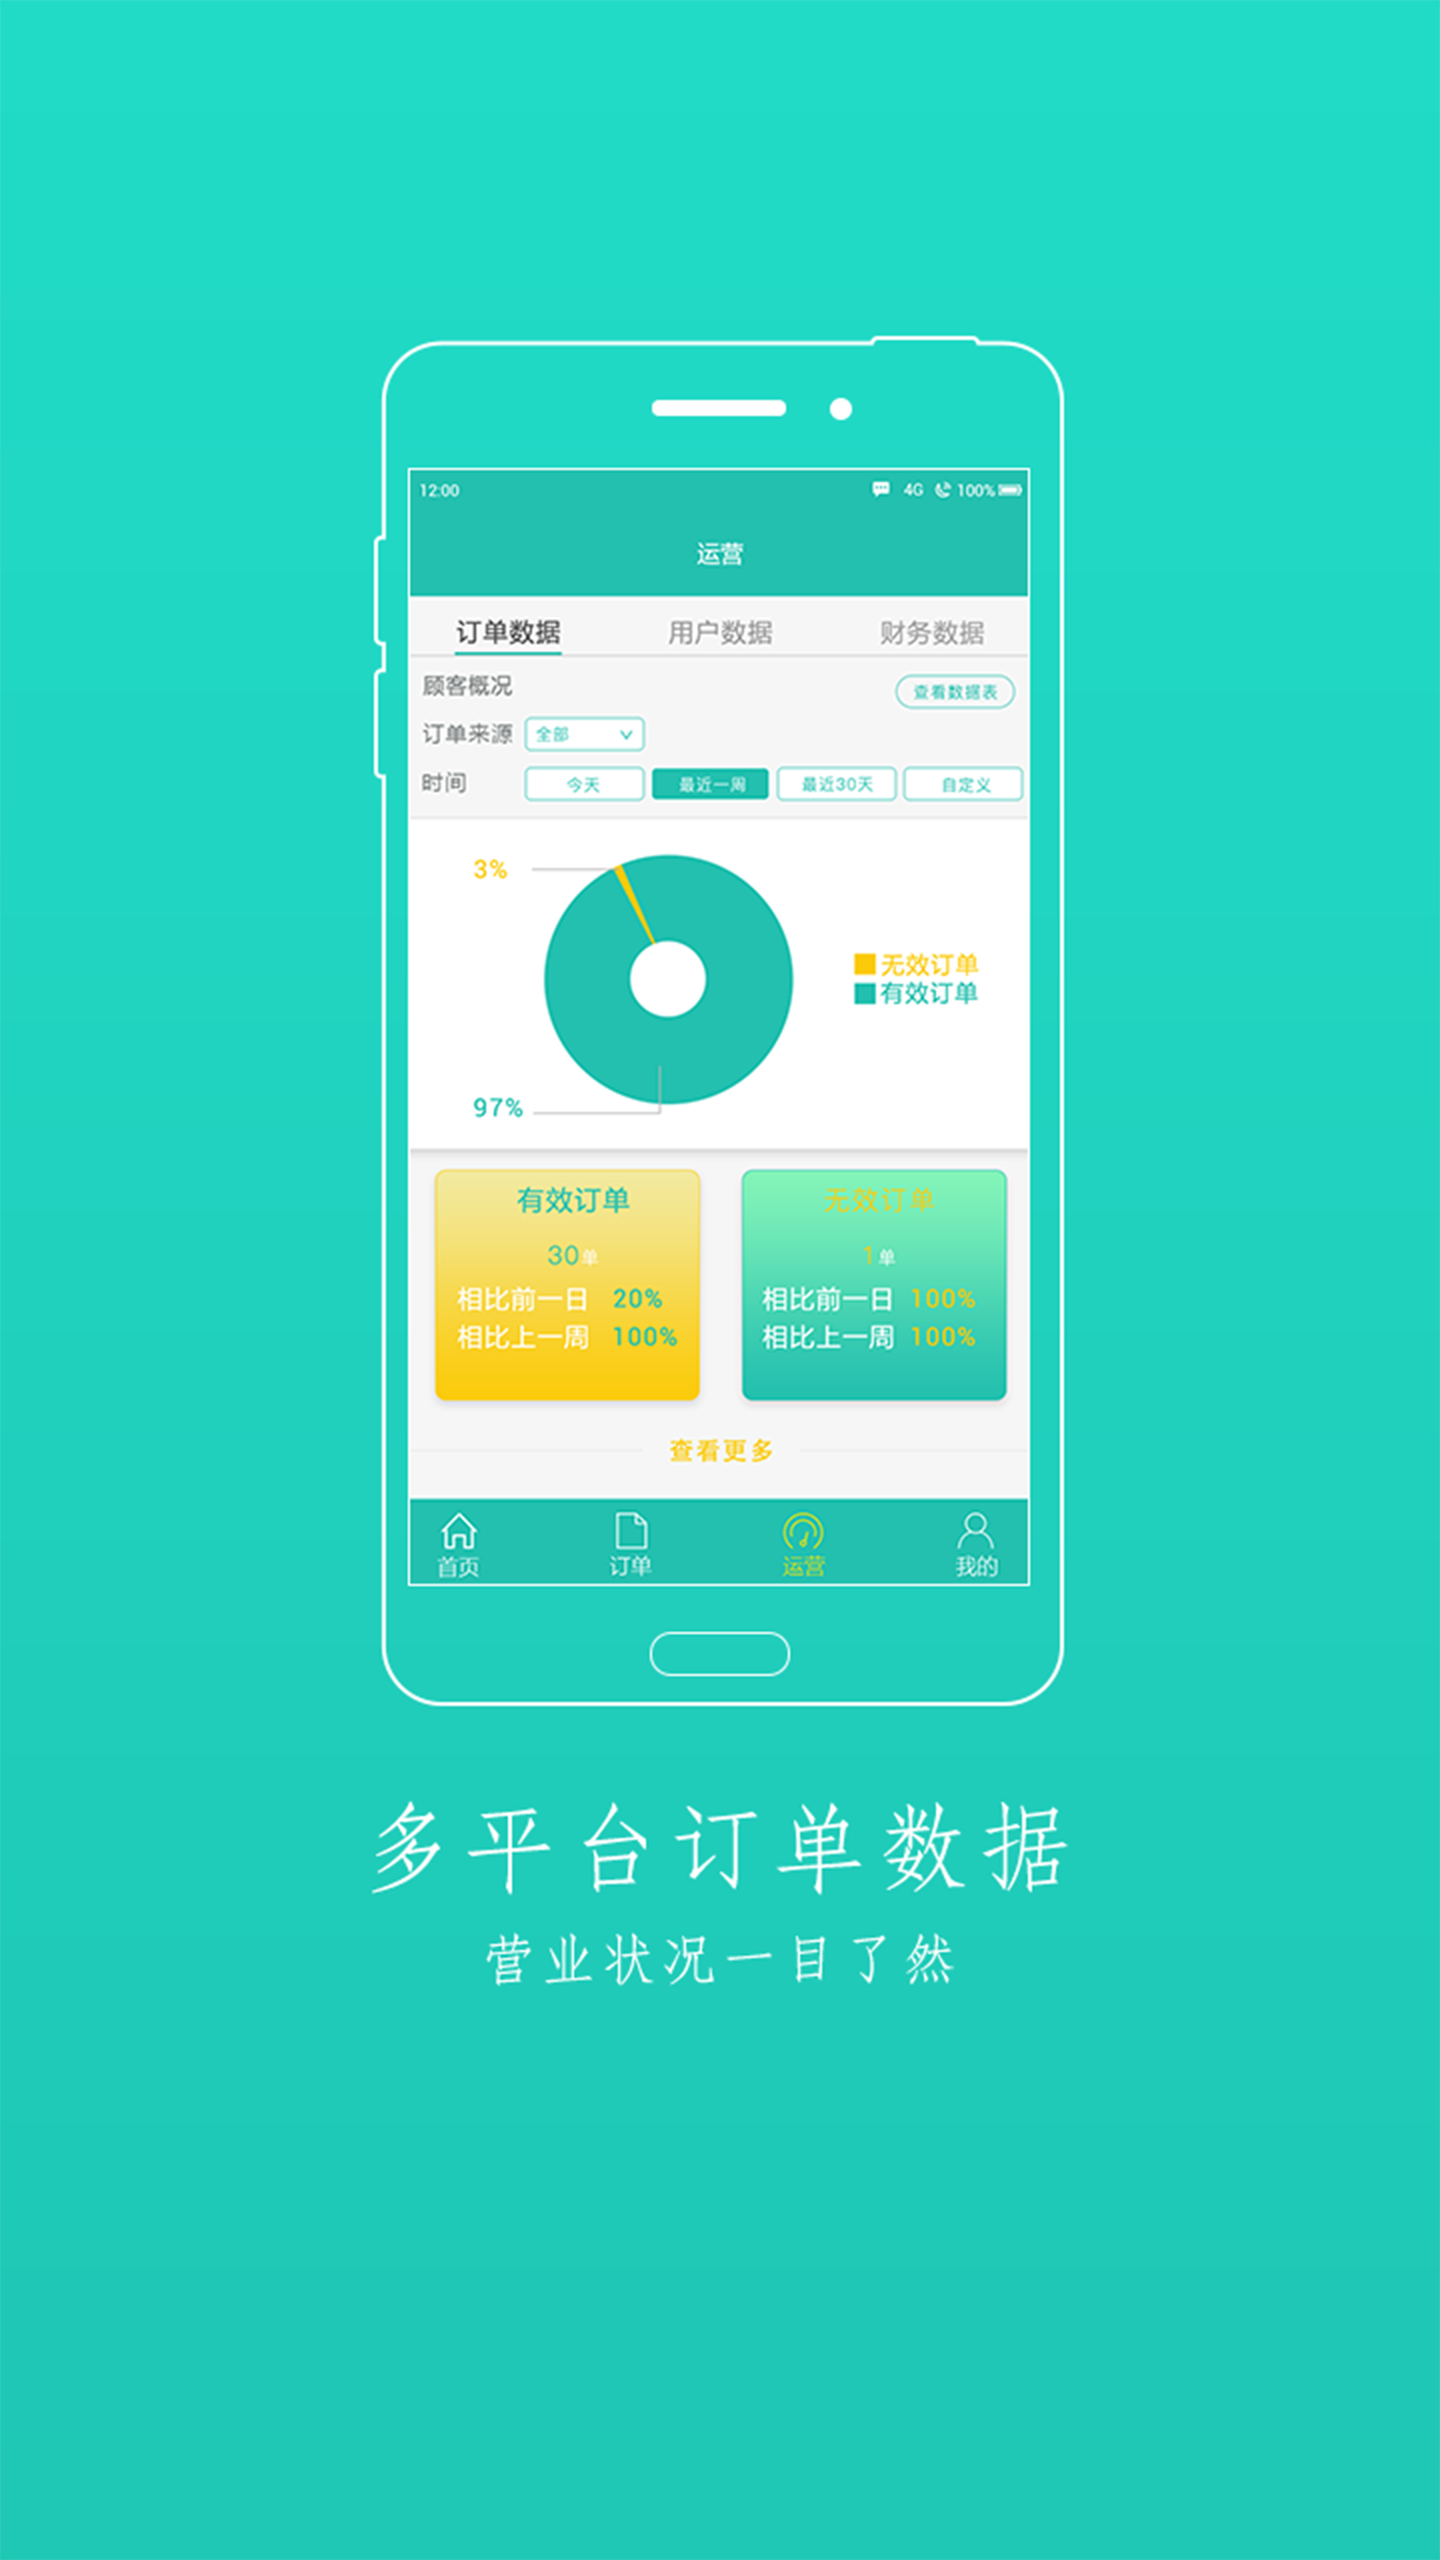 12:00 4G 100%
运营
订单数据 用户数据 财务数据
顾客概况 查看数据表
订单来源 全部
时间 今天 最近一周 最近30天 自定义
3%
无效订单
有效订单
97%
有效订单
30单
相比前一日 20%
相比上一周 100%
无效订单
1单
相比前一日 100%
相比上一周 100%
查看更多
首页 订单 运营 我的
多平台订单数据
营业状况一目了然